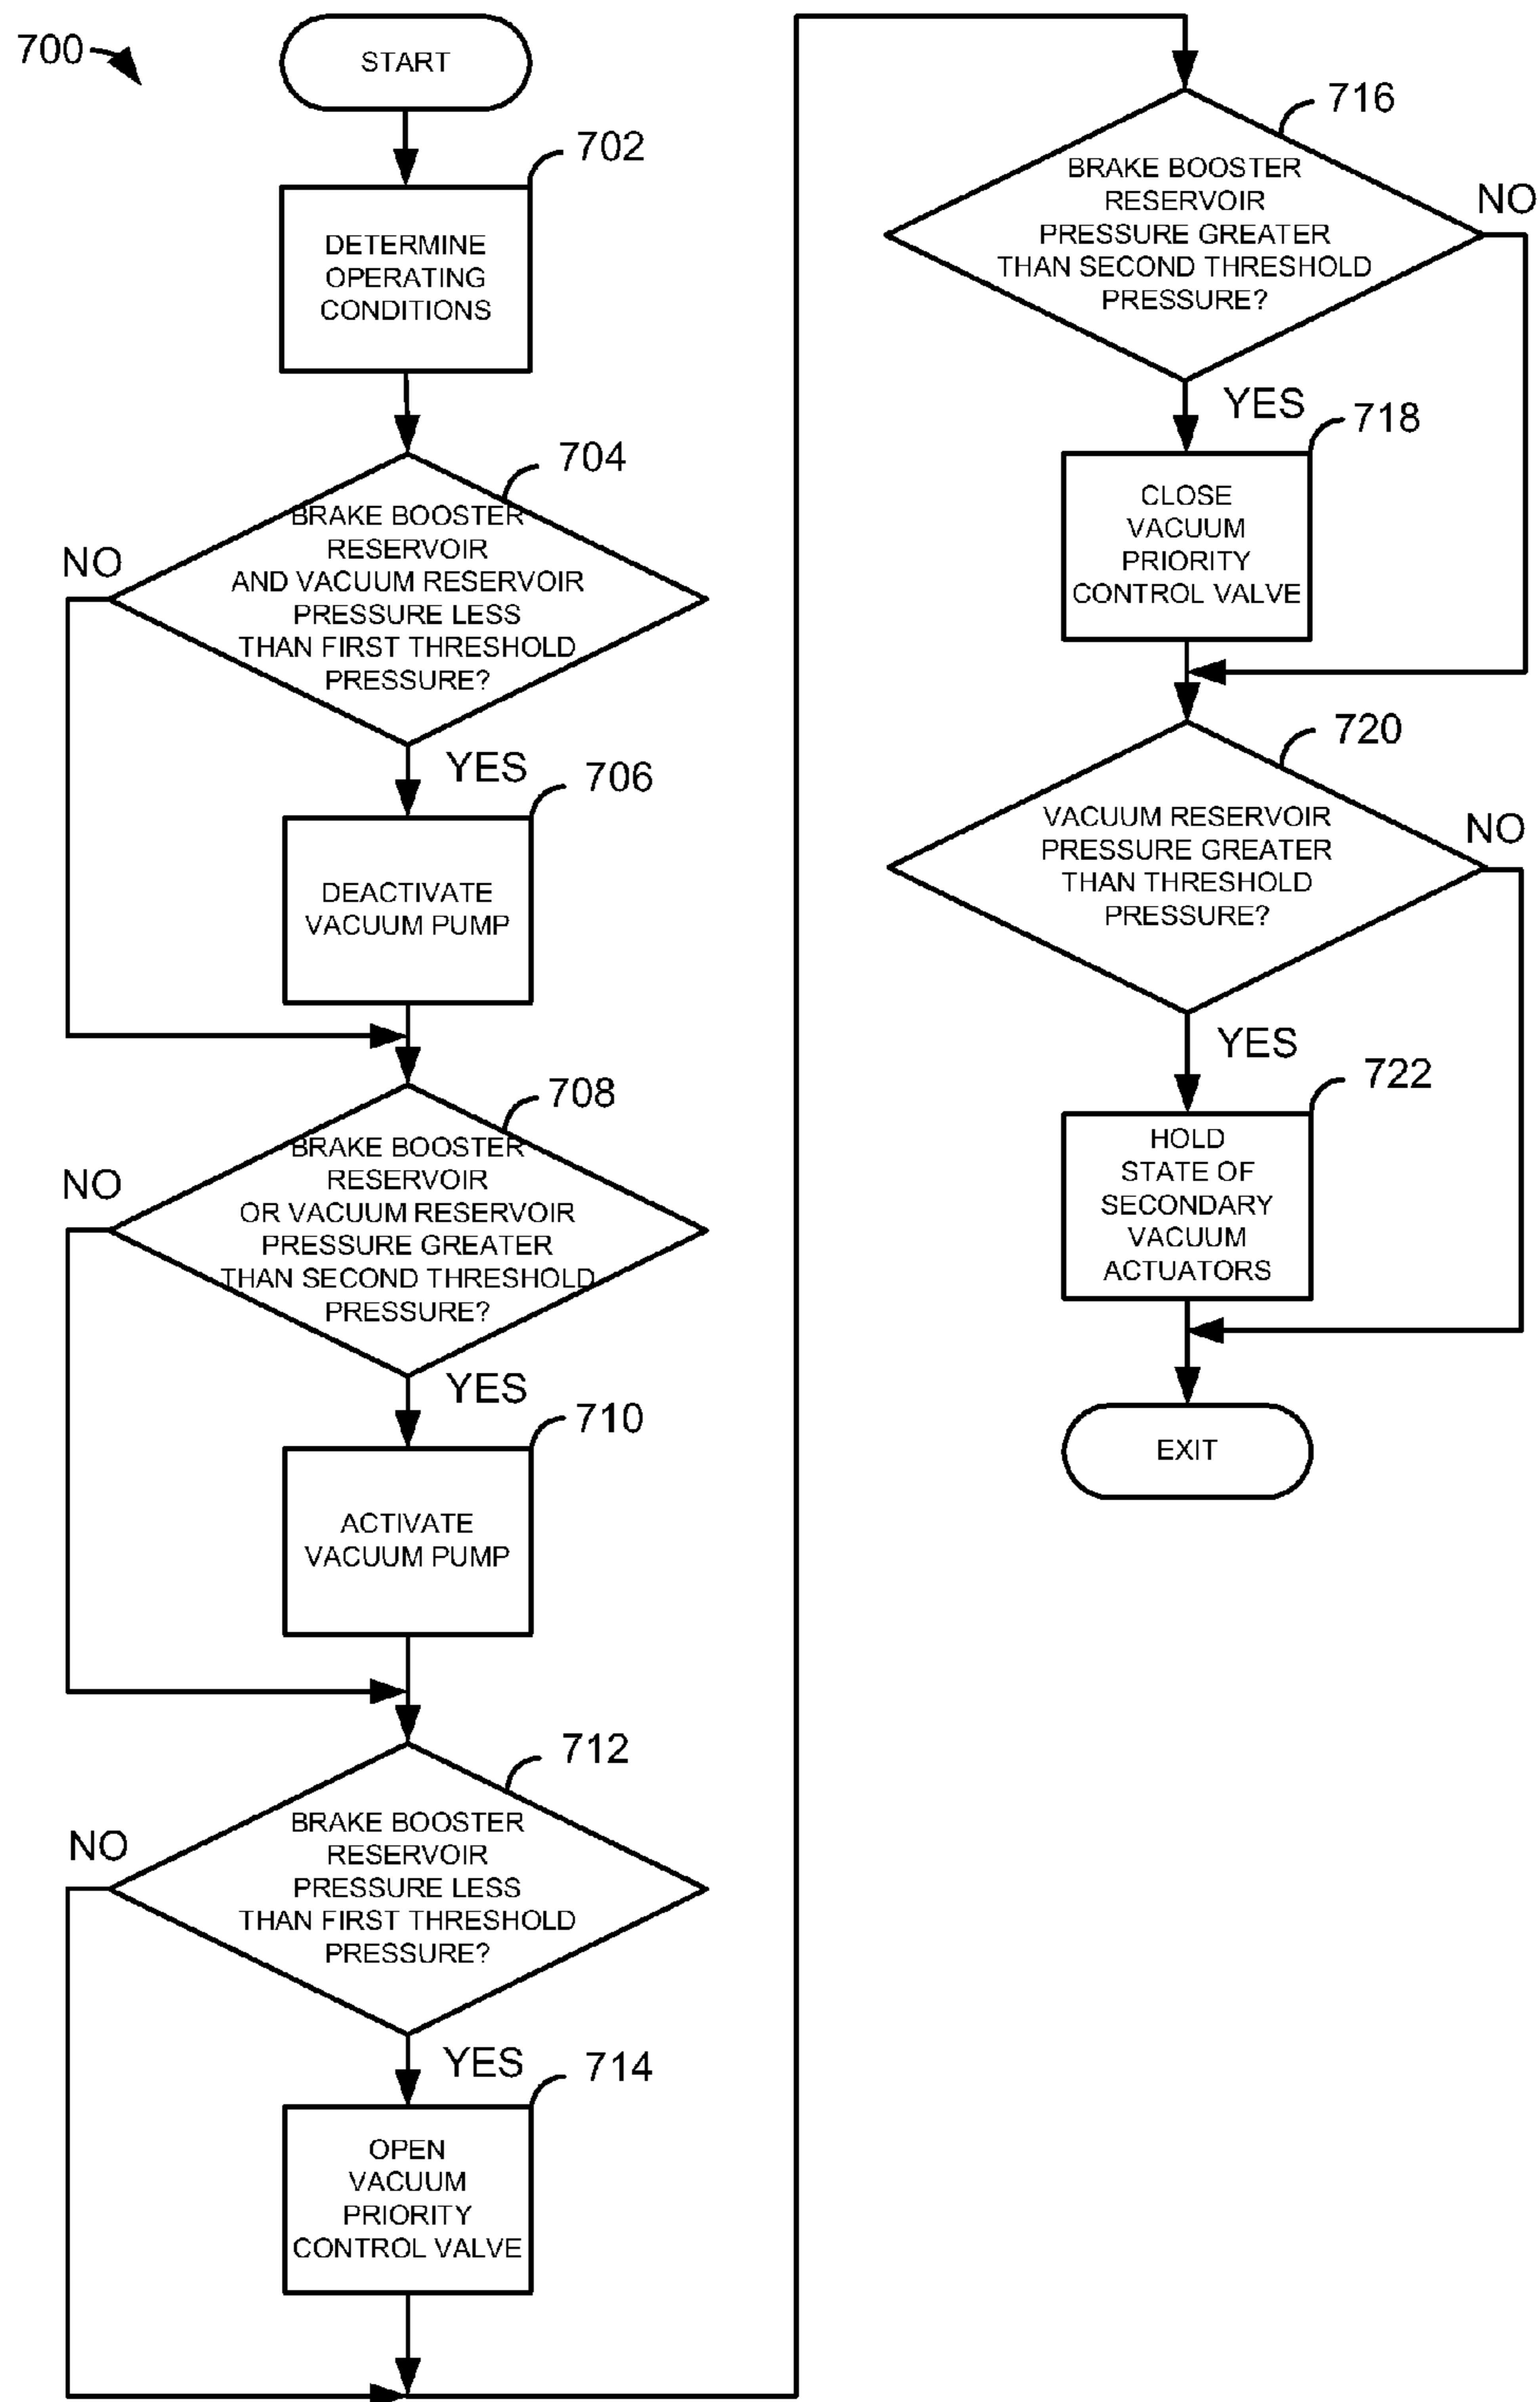 700
START
702
DETERMINE
OPERATING
CONDITIONS
704
BRAKE BOOSTER
RESERVOIR
AND VACUUM RESERVOIR
PRESSURE LESS
THAN FIRST THRESHOLD
PRESSURE?
NO
YES
706
DEACTIVATE
VACUUM PUMP
708
BRAKE BOOSTER
RESERVOIR
OR VACUUM RESERVOIR
PRESSURE GREATER
THAN SECOND THRESHOLD
PRESSURE?
NO
YES
710
ACTIVATE
VACUUM PUMP
712
BRAKE BOOSTER
RESERVOIR
PRESSURE LESS
THAN FIRST THRESHOLD
PRESSURE?
NO
YES
714
OPEN
VACUUM
PRIORITY
CONTROL VALVE
716
BRAKE BOOSTER
RESERVOIR
PRESSURE GREATER
THAN SECOND THRESHOLD
PRESSURE?
NO
YES
718
CLOSE
VACUUM
PRIORITY
CONTROL VALVE
720
VACUUM RESERVOIR
PRESSURE GREATER
THAN THRESHOLD
PRESSURE?
NO
YES
722
HOLD
STATE OF
SECONDARY
VACUUM
ACTUATORS
EXIT